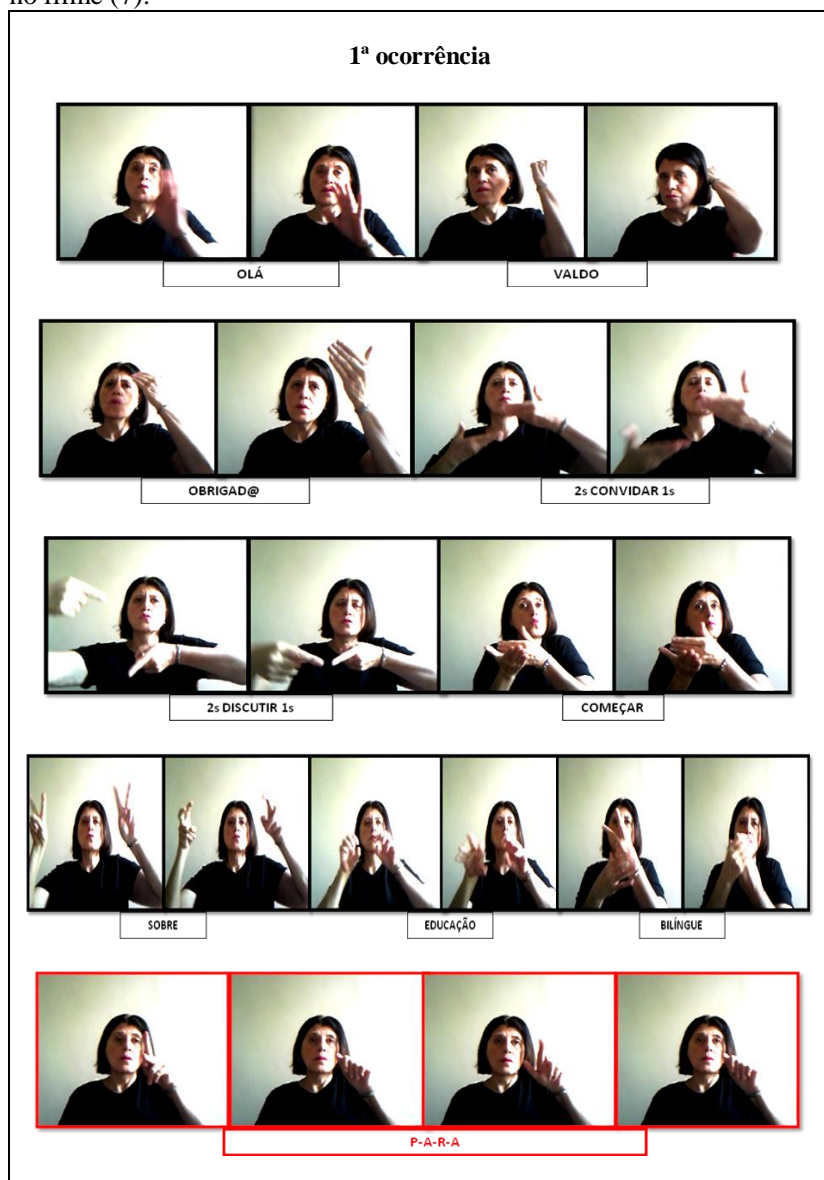 no filme (7):
1ª ocorrência
OLÁ VALDO
OBRIGAD@ 2s CONVIDAR 1s
2s DISCUTIR 1s COMEÇAR
SOBRE EDUCAÇÃO BILÍNGUE
P-A-R-A